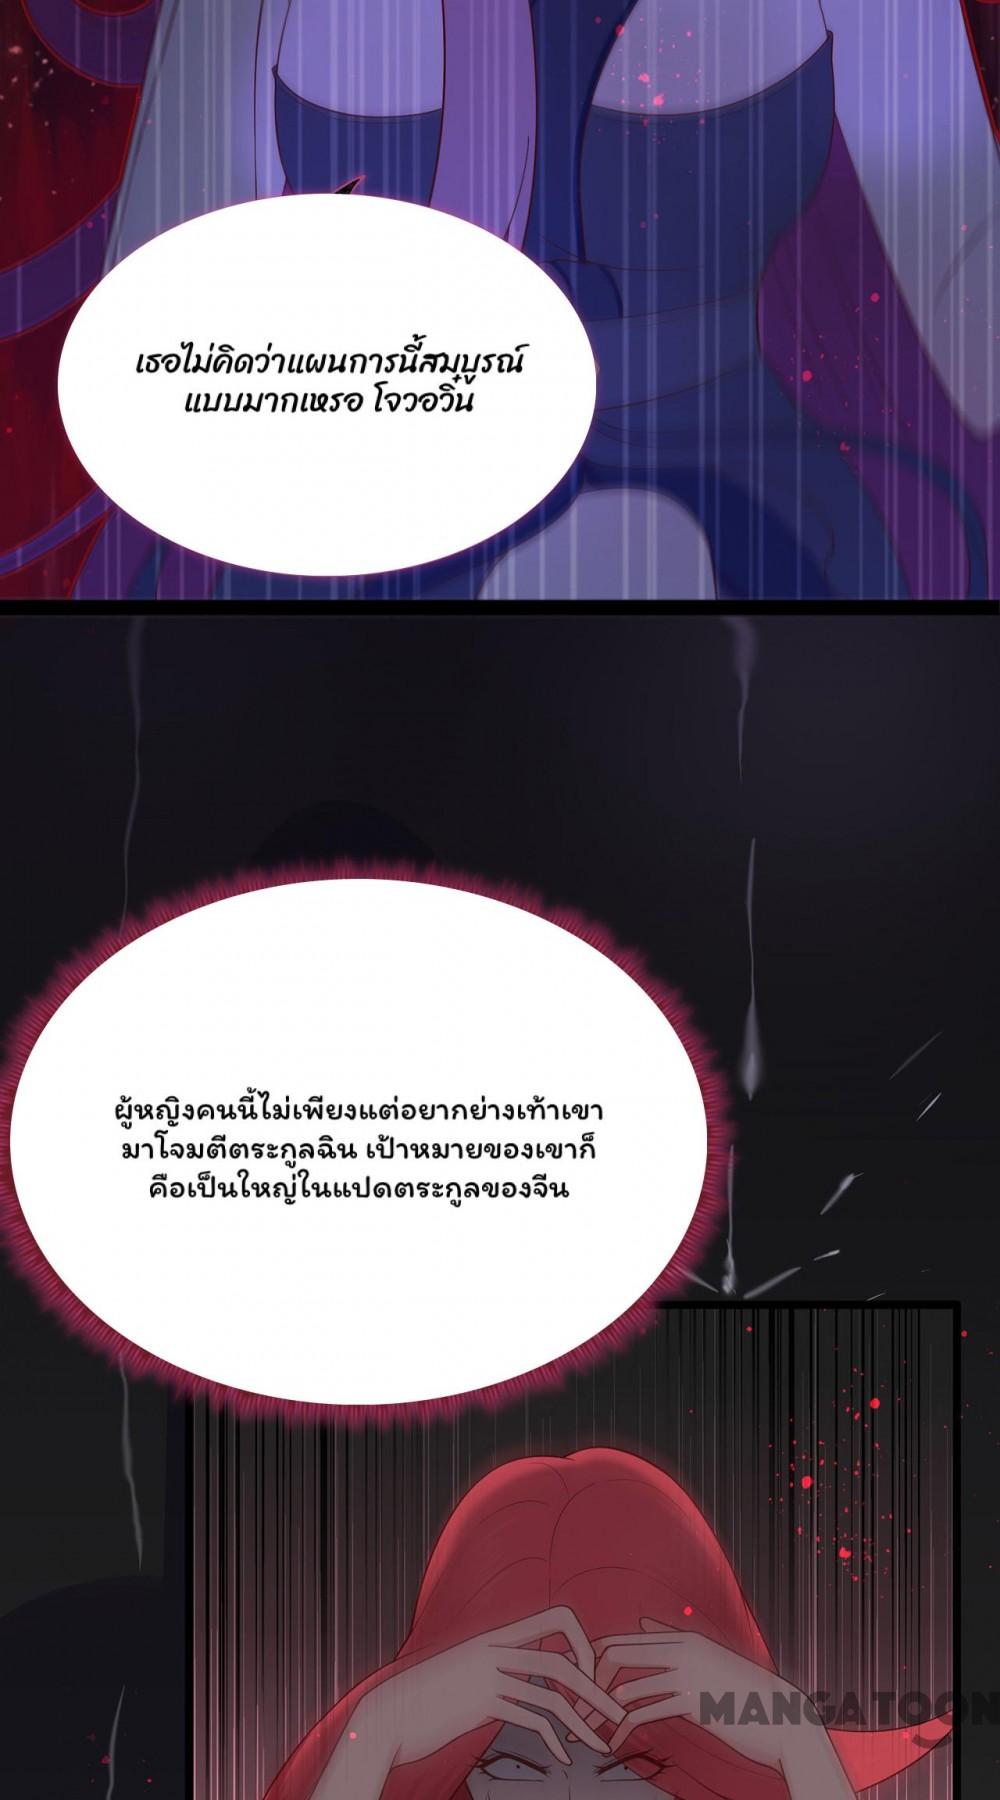 เธอไม่คิดว่าแผนการนี้สมบูรณ์
แบบมากเหรอ โจวอวิ๋น
ผู้หญิงคนนี้ไม่เพียงแต่อยากย่างเท้าเขา
มาโจมตีตระกูลฉิน เป้าหมายของเขาก็
คือเป็นใหญ่ในแปดตระกูลของจีน
MANGATOON